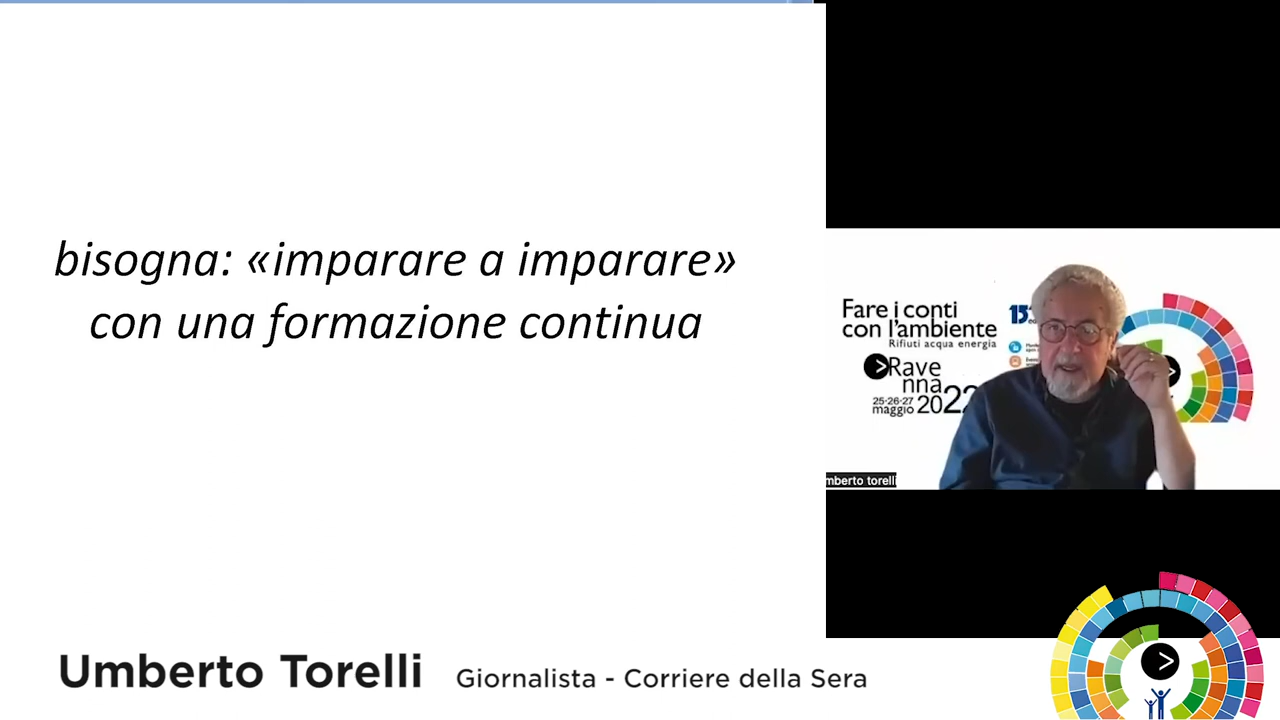 bisogna: «imparare a imparare»
con una formazione continua
Fare i conti
con l'ambiente
Rifiuti acqua energia
Rave
nna
25-26-27
maggio
mberto torelli
Umberto Torelli
Giornalista - Corriere della Sera